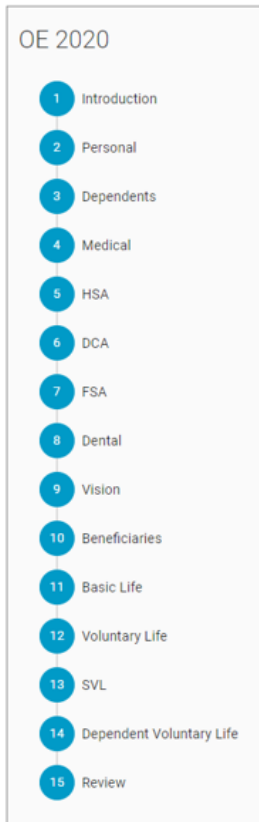 OE 2020
1 Introduction
2 Personal
3 Dependents
4 Medical
5 HSA
6 DCA
7 FSA
8 Dental
9 Vision
10 Beneficiaries
11 Basic Life
12 Voluntary Life
13 SVL
14 Dependent Voluntary Life
15 Review